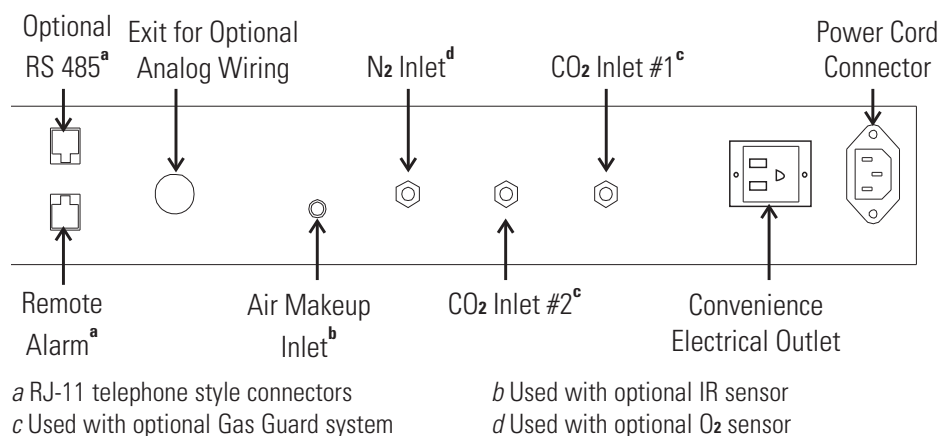 Optional
RS 485a
Exit for Optional
Analog Wiring
N2 Inletd
CO2 Inlet #1c
Power Cord
Connector
Remote
Alarma
Air Makeup
Inletb
CO2 Inlet #2c
Convenience
Electrical Outlet
a RJ-11 telephone style connectors
b Used with optional IR sensor
c Used with optional Gas Guard system
d Used with optional O2 sensor